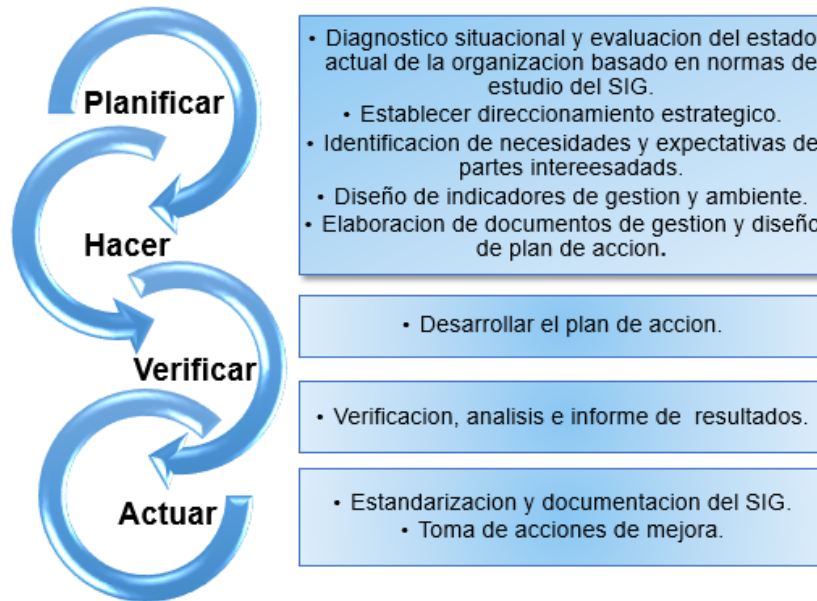 Planificar
• Diagnostico situacional y evaluacion del estado
actual de la organizacion basado en normas de
estudio del SIG.
• Establecer direccionamiento estrategico.
• Identificacion de necesidades y expectativas de
partes intereesadads.
• Diseño de indicadores de gestion y ambiente.
• Elaboracion de documentos de gestion y diseño
de plan de accion.
Hacer
• Desarrollar el plan de accion.
Verificar
• Verificacion, analisis e informe de resultados.
Actuar
• Estandarizacion y documentacion del SIG.
• Toma de acciones de mejora.